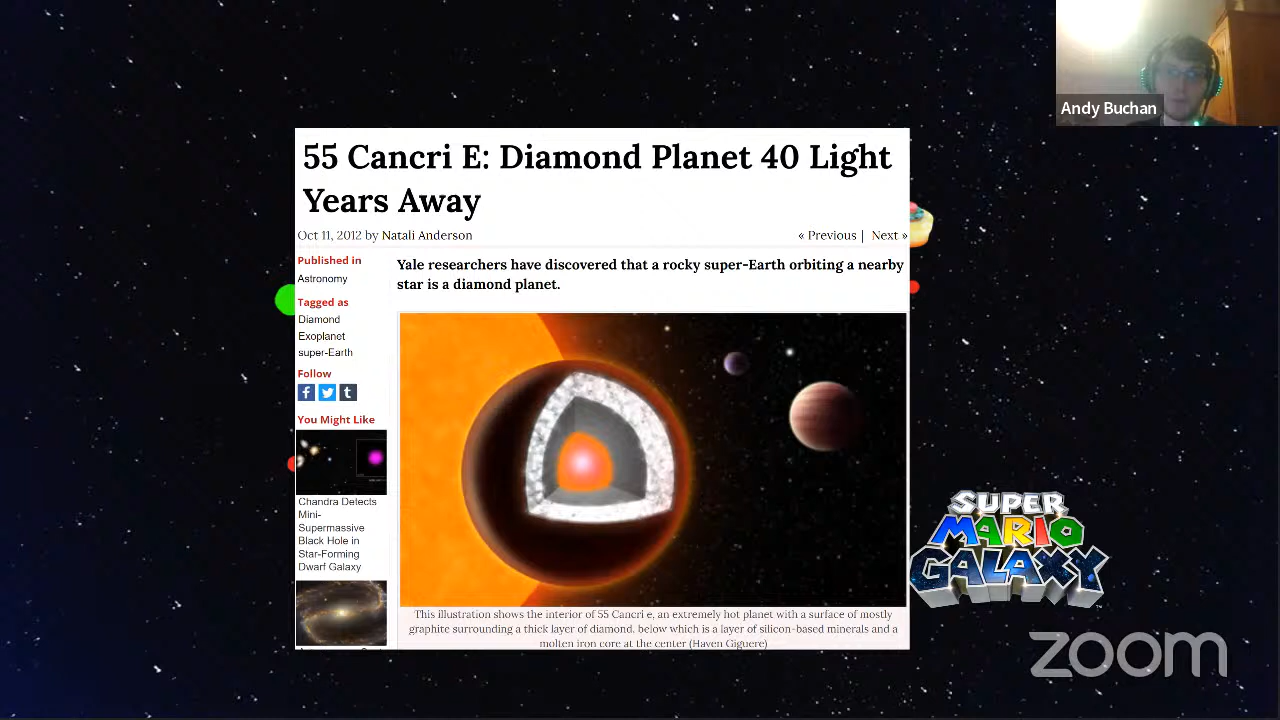 Andy Buchan
55 Cancri E: Diamond Planet 40 Light
Years Away
Oct 11, 2012 by Natali Anderson
« Previous | Next »
Published in
Astronomy
Tagged as
Diamond
Exoplanet
super-Earth
Follow
You Might Like
Chandra Detects
Mini-
Supermassive
Black Hole in
Star-Forming
Dwarf Galaxy
Yale researchers have discovered that a rocky super-Earth orbiting a nearby
star is a diamond planet.
This illustration shows the interior of 55 Cancri e, an extremely hot planet with a surface of mostly
graphite surrounding a thick layer of diamond, below which is a layer of silicon-based minerals and a
molten iron core at the center (Haven Giguere)
SUPER
MARIO
GALAXY
zoom